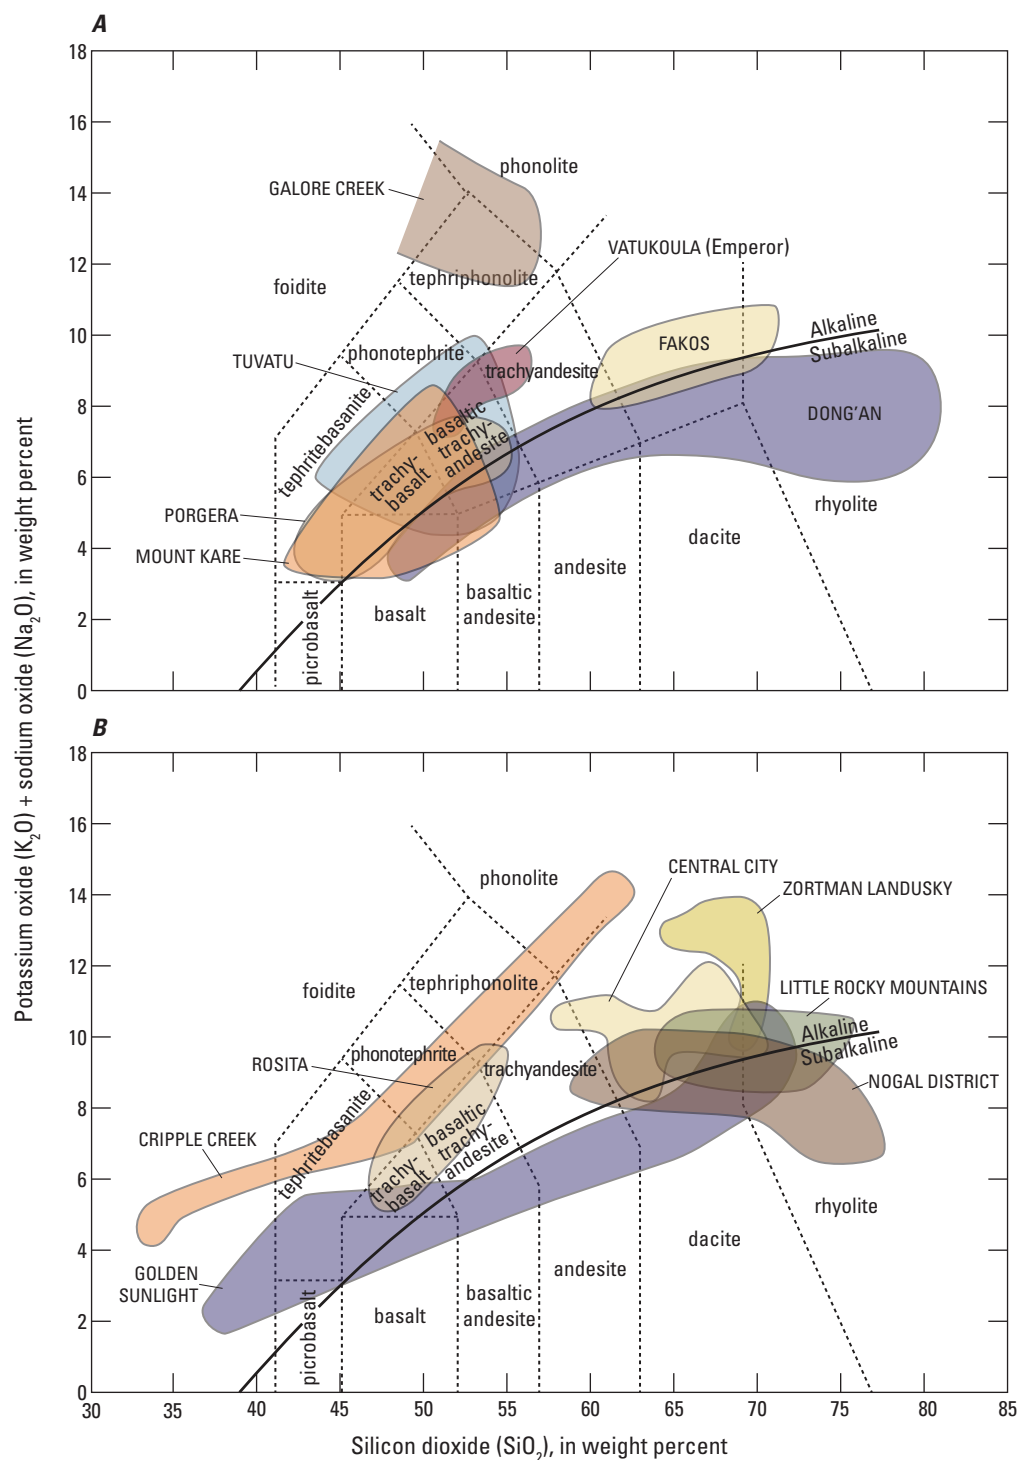 A
18
16
14
12
10
8
6
4
2
0
phonolite
GALORE CREEK
VATUKOULA (Emperor)
tephriphonolite
foidite
Alkaline
Subalkaline
FAKOS
phonotephrite
TUVATU
trachyandesite
DONG'AN
tephritebasanite
basaltic
trachy-
andesite
trachy-
basalt
rhyolite
PORGERA
MOUNT KARE
dacite
andesite
basaltic
andesite
basalt
picrobasalt
Potassium oxide (K2O) + sodium oxide (Na2O), in weight percent
B
18
16
14
12
10
8
6
4
2
0
phonolite
CENTRAL CITY
ZORTMAN LANDUSKY
tephriphonolite
foidite
LITTLE ROCKY MOUNTAINS
Alkaline
Subalkaline
phonotephrite
ROSITA
trachyandesite
NOGAL DISTRICT
CRIPPLE CREEK
tephritebasanite
basaltic
trachy-
andesite
trachy-
basalt
rhyolite
dacite
GOLDEN
SUNLIGHT
andesite
basaltic
andesite
basalt
picrobasalt
30 35 40 45 50 55 60 65 70 75 80 85
Silicon dioxide (SiO2), in weight percent